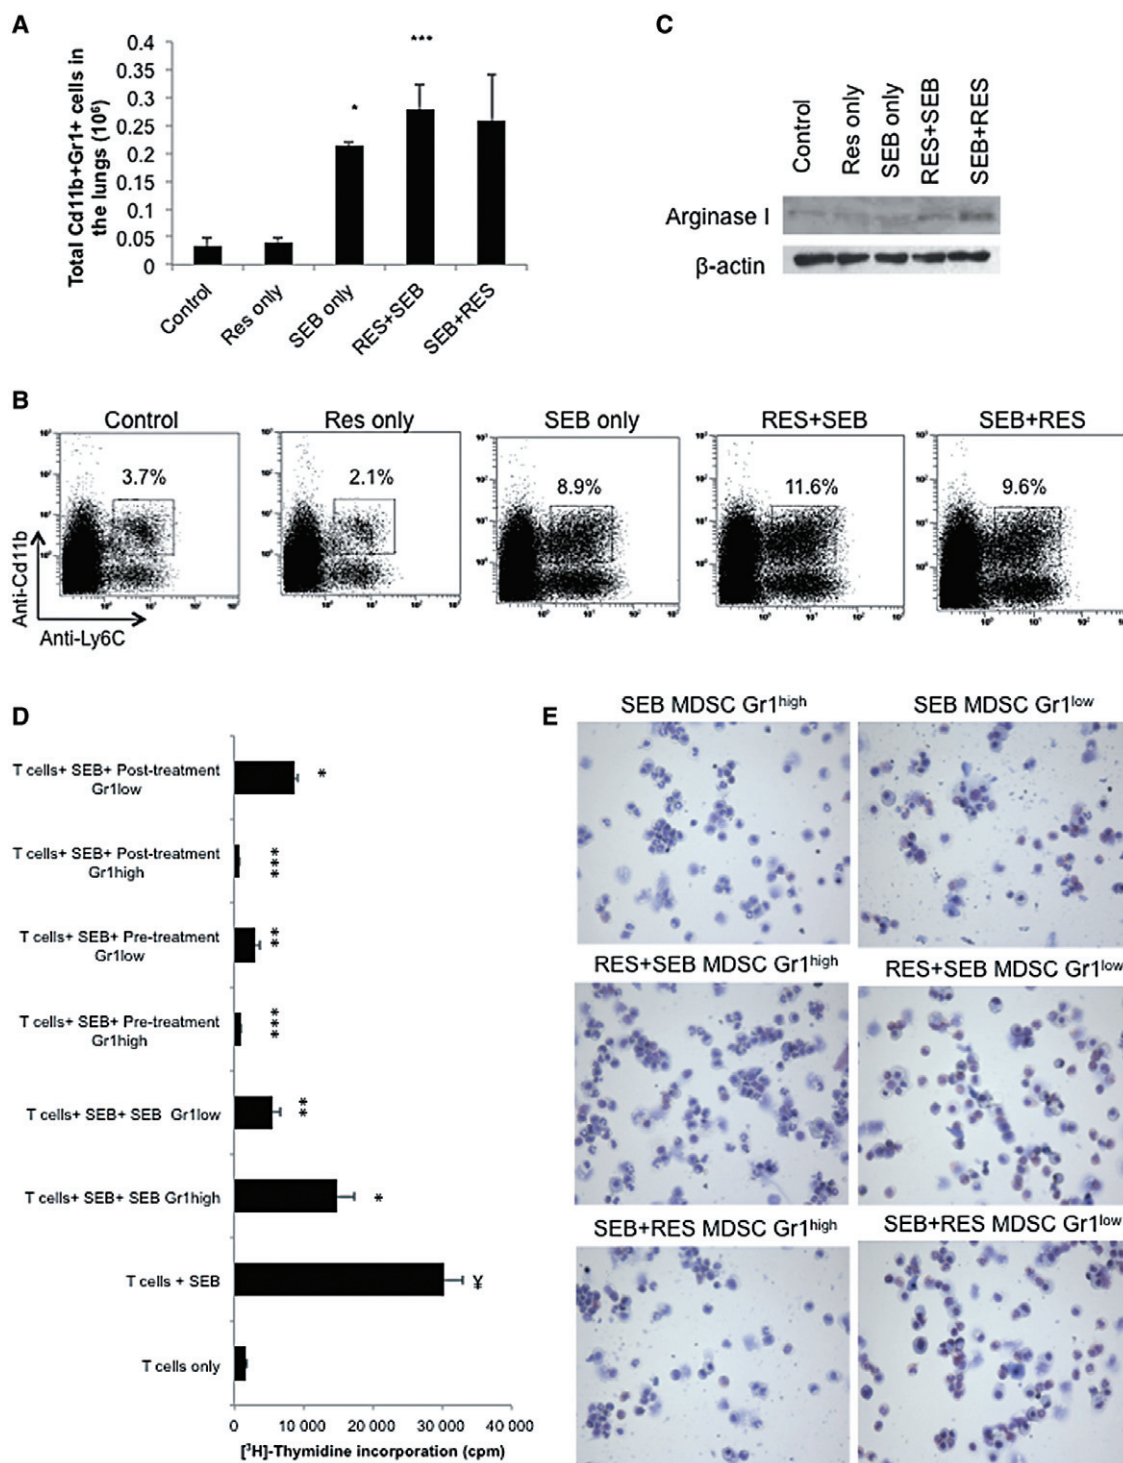 A
Total Cd11b+Gr1+ cells in
the lungs (10⁶)
0.4
0.35
0.3
0.25
0.2
0.15
0.1
0.05
0
*
***
Control
Res only
SEB only
RES+SEB
SEB+RES
C
Control
Res only
SEB only
RES+SEB
SEB+RES
Arginase I
β-actin
B
Control
Res only
SEB only
RES+SEB
SEB+RES
3.7%
2.1%
8.9%
11.6%
9.6%
Anti-Cd11b
Anti-Ly6C
D
T cells+ SEB+ Post-treatment
Gr1low
*
T cells+ SEB+ Post-treatment
Gr1high
***
T cells+ SEB+ Pre-treatment
Gr1low
**
T cells+ SEB+ Pre-treatment
Gr1high
***
T cells+ SEB+ SEB Gr1low
**
T cells+ SEB+ SEB Gr1high
*
T cells + SEB
¥
T cells only
0 10 000 20 000 30 000 40 000
[³H]-Thymidine incorporation (cpm)
E
SEB MDSC Gr1ʰⁱᵍʰ
SEB MDSC Gr1ˡᵒʷ
RES+SEB MDSC Gr1ʰⁱᵍʰ
RES+SEB MDSC Gr1ˡᵒʷ
SEB+RES MDSC Gr1ʰⁱᵍʰ
SEB+RES MDSC Gr1ˡᵒʷ